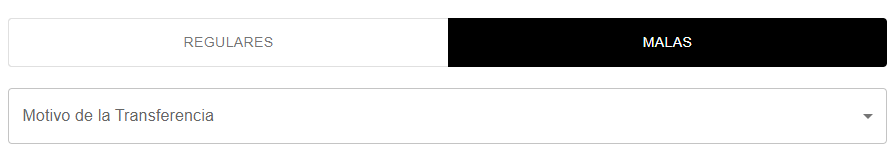 REGULARES
MALAS
Motivo de la Transferencia